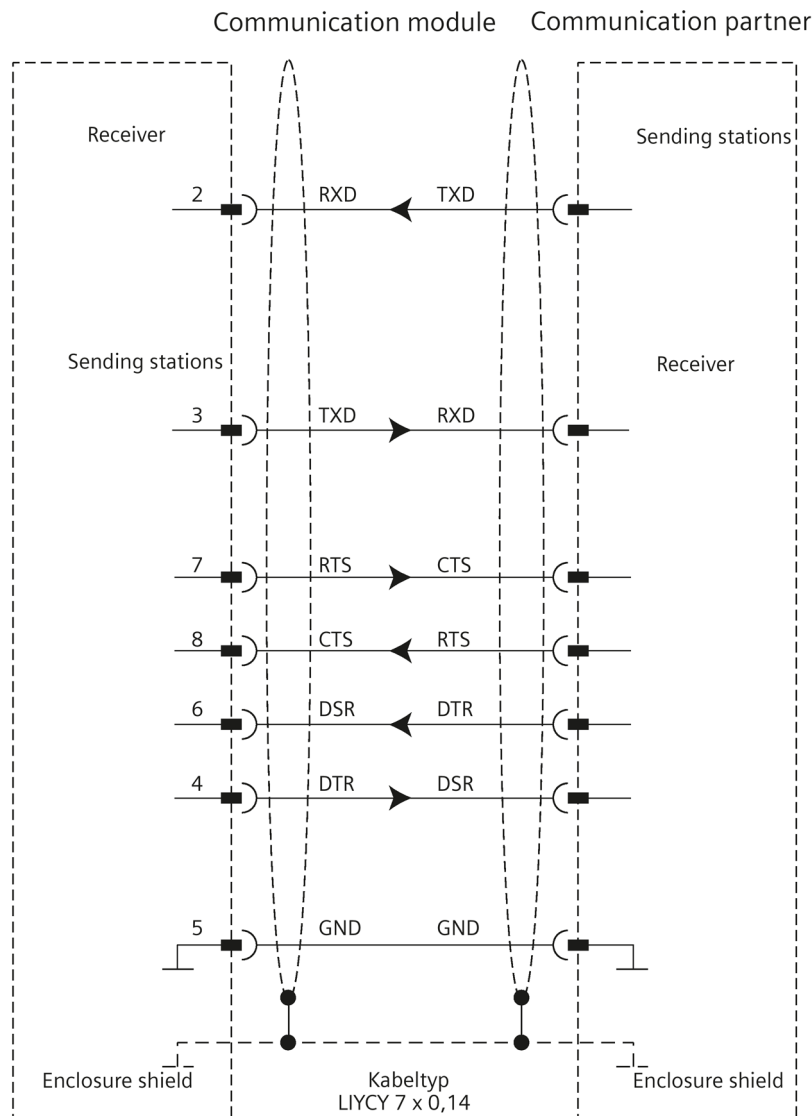 Communication module Communication partner
Receiver Sending stations
2 RXD TXD
Sending stations Receiver
3 TXD RXD
7 RTS CTS
8 CTS RTS
6 DSR DTR
4 DTR DSR
5 GND GND
Enclosure shield Kabeltyp Enclosure shield
LIYCY 7 x 0,14